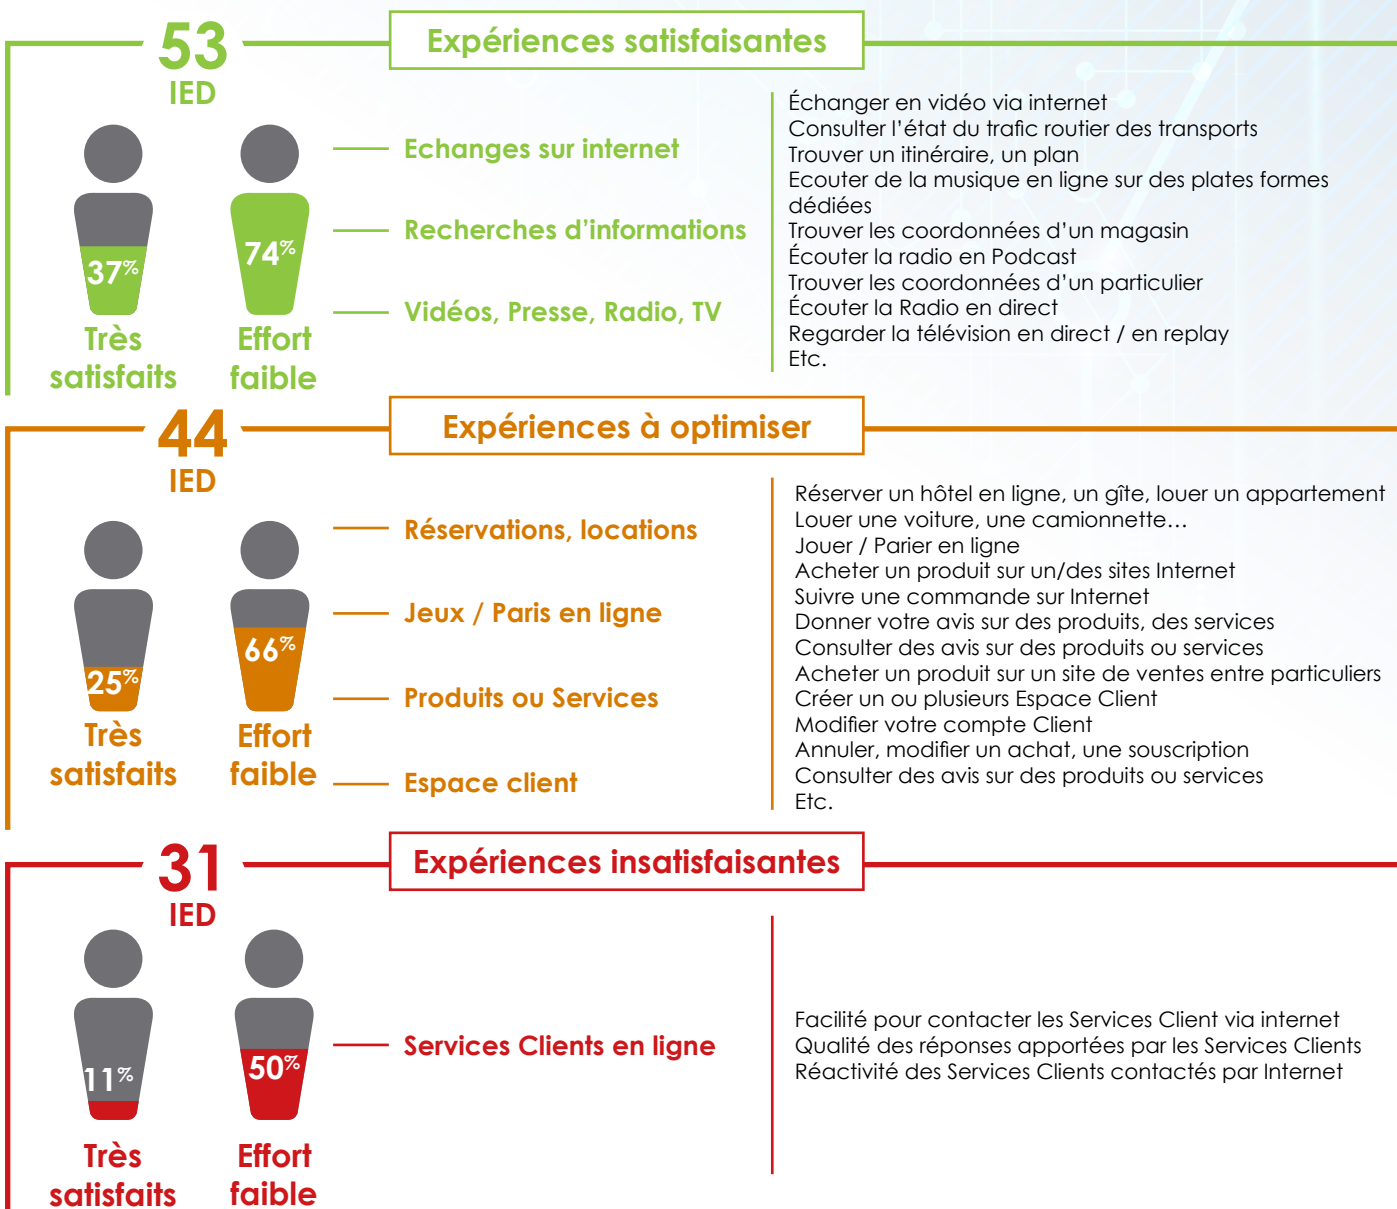 53
IED
Expériences satisfaisantes
37%
Très
satisfaits
74%
Effort
faible
Echanges sur internet
Recherches d’informations
Vidéos, Presse, Radio, TV
Échanger en vidéo via internet
Consulter l’état du trafic routier des transports
Trouver un itinéraire, un plan
Ecouter de la musique en ligne sur des plates formes
dédiées
Trouver les coordonnées d’un magasin
Écouter la radio en Podcast
Trouver les coordonnées d’un particulier
Écouter la Radio en direct
Regarder la télévision en direct / en replay
Etc.
44
IED
Expériences à optimiser
25%
Très
satisfaits
66%
Effort
faible
Réservations, locations
Jeux / Paris en ligne
Produits ou Services
Espace client
Réserver un hôtel en ligne, un gîte, louer un appartement
Louer une voiture, une camionnette…
Jouer / Parier en ligne
Acheter un produit sur un/des sites Internet
Suivre une commande sur Internet
Donner votre avis sur des produits, des services
Consulter des avis sur des produits ou services
Acheter un produit sur un site de ventes entre particuliers
Créer un ou plusieurs Espace Client
Modifier votre compte Client
Annuler, modifier un achat, une souscription
Consulter des avis sur des produits ou services
Etc.
31
IED
Expériences insatisfaisantes
11%
Très
satisfaits
50%
Effort
faible
Services Clients en ligne
Facilité pour contacter les Services Client via internet
Qualité des réponses apportées par les Services Clients
Réactivité des Services Clients contactés par Internet